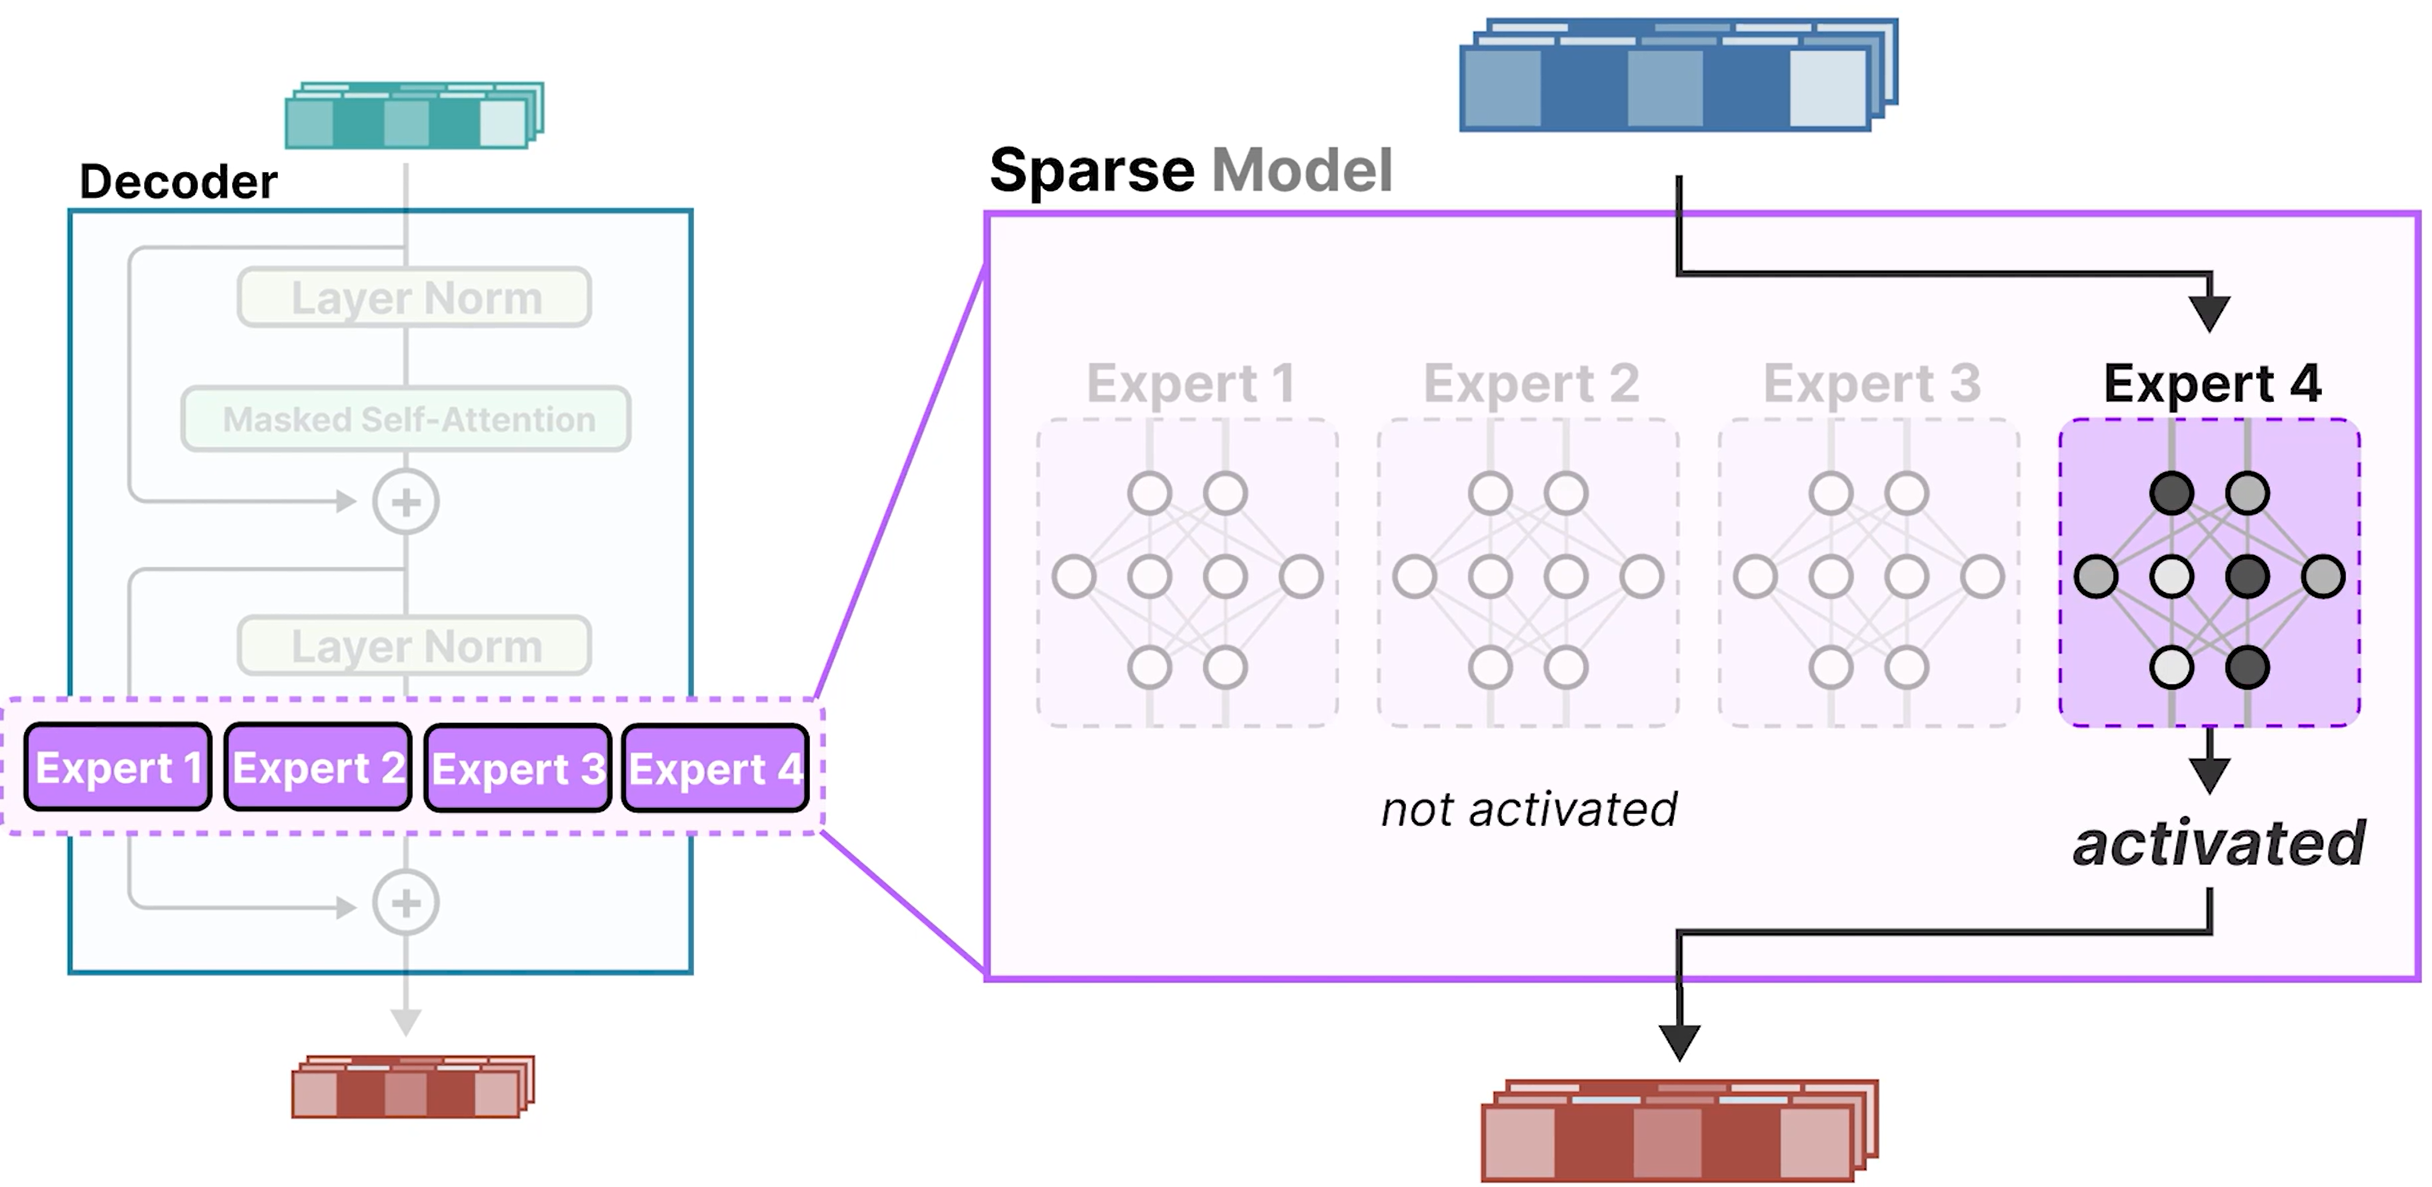 Decoder
Layer Norm
Masked Self-Attention
Layer Norm
Expert 1 Expert 2 Expert 3 Expert 4
Sparse Model
Expert 1 Expert 2 Expert 3 Expert 4
not activated
activated